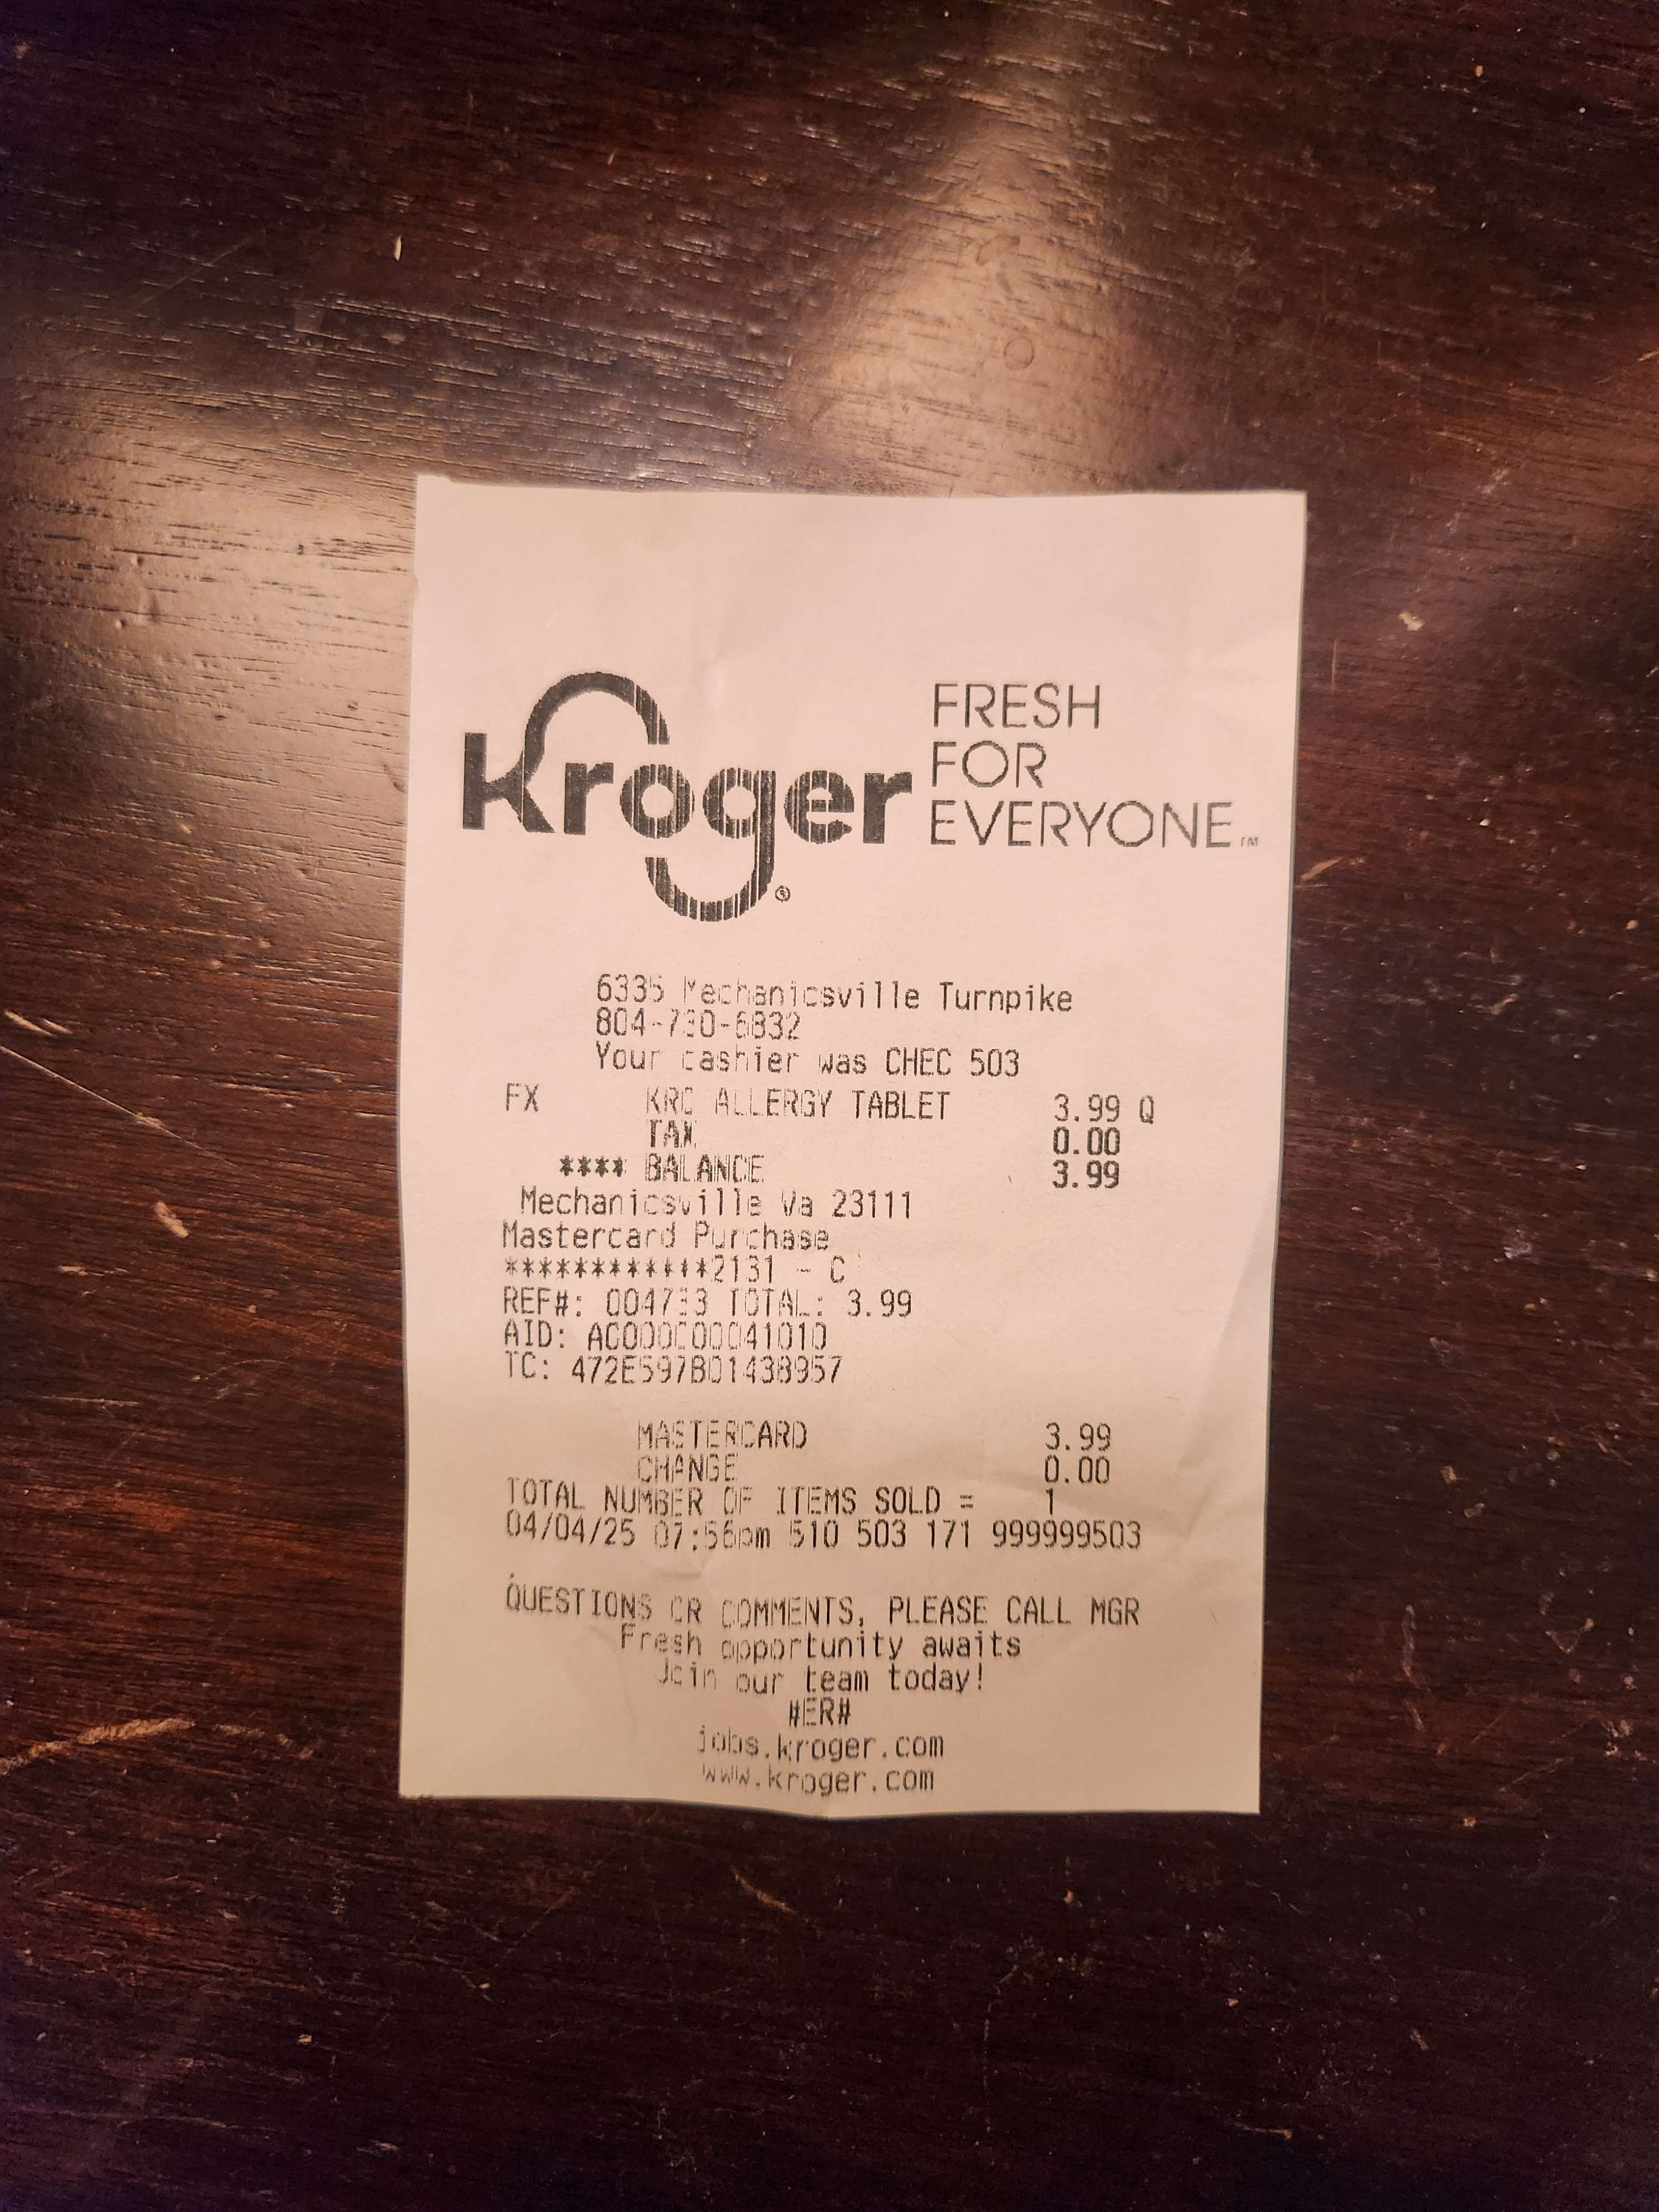 Kroger®
FRESH
FOR
EVERYONE™
6335 Mechanicsville Turnpike
804-730-6832
Your cashier was CHEC 503
FX KRO ALLERGY TABLET 3.99 Q
TAX 0.00
**** BALANCE 3.99
Mechanicsville Va 23111
Mastercard Purchase
************2131 - C
REF#: 004733 TOTAL: 3.99
AID: A0000000041010
TC: 472E597B01438957
MASTERCARD 3.99
CHANGE 0.00
TOTAL NUMBER OF ITEMS SOLD = 1
04/04/25 07:56pm 510 503 171 999999503
QUESTIONS OR COMMENTS, PLEASE CALL MGR
Fresh opportunity awaits
Join our team today!
#ER#
jobs.kroger.com
www.kroger.com